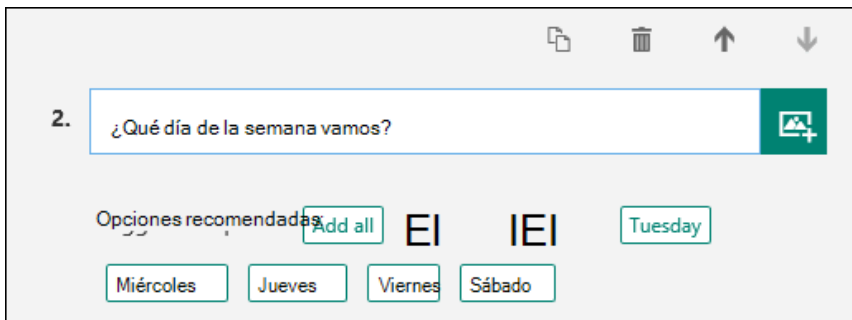 2. ¿Qué día de la semana vamos?
Opciones recomendadas: Add all El lEl Tuesday
Miércoles Jueves Viernes Sábado